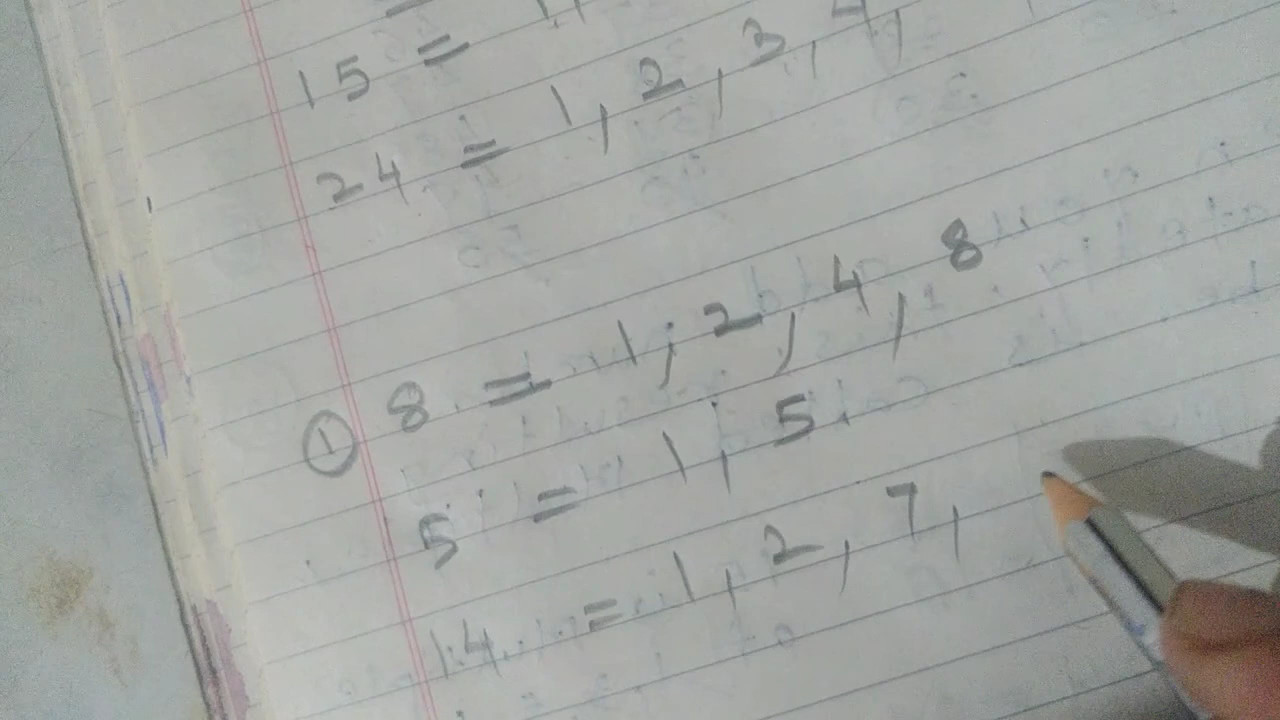 15 =
24 = 1, 2, 3, 4,
① 8 = 1, 2, 4, 8
5 = 1, 5
14 = 1, 2, 7,